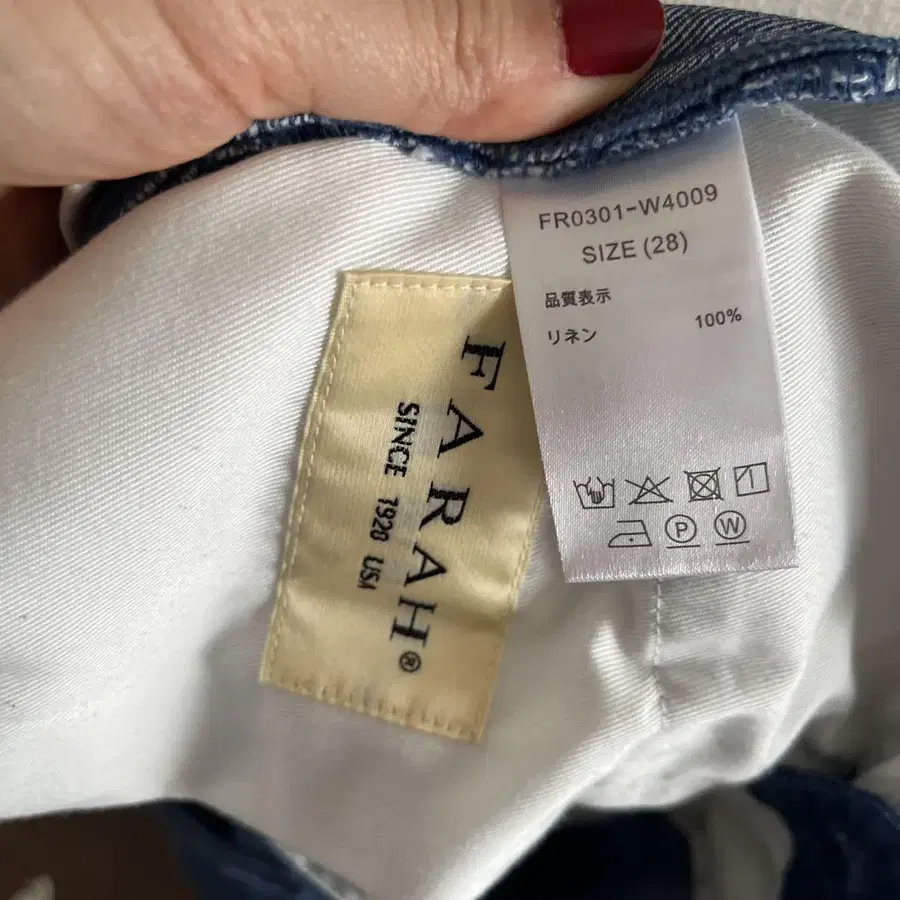 FARAH®
SINCE 1920 USA
FR0301-W4009
SIZE (28)
品質表示
リネン 100%
P W